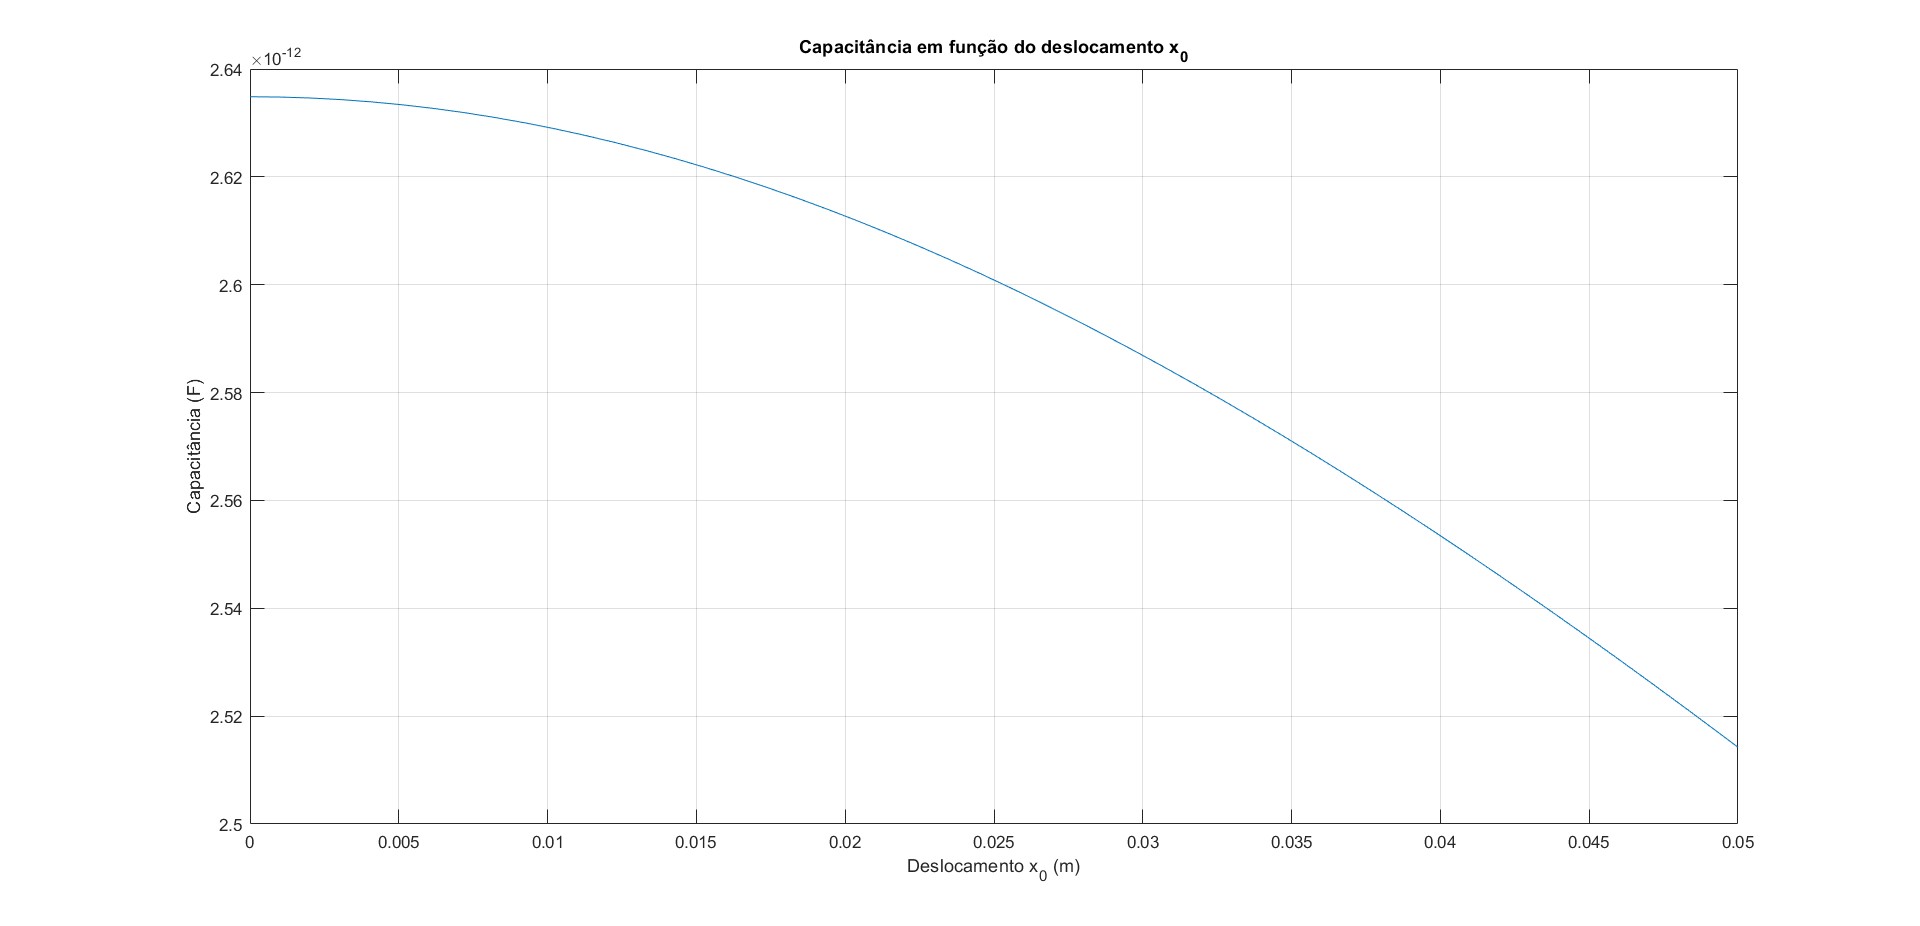 Capacitância em função do deslocamento x0
×10-12
2.64
2.62
2.6
2.58
2.56
2.54
2.52
2.5
Capacitância (F)
0 0.005 0.01 0.015 0.02 0.025 0.03 0.035 0.04 0.045 0.05
Deslocamento x0 (m)